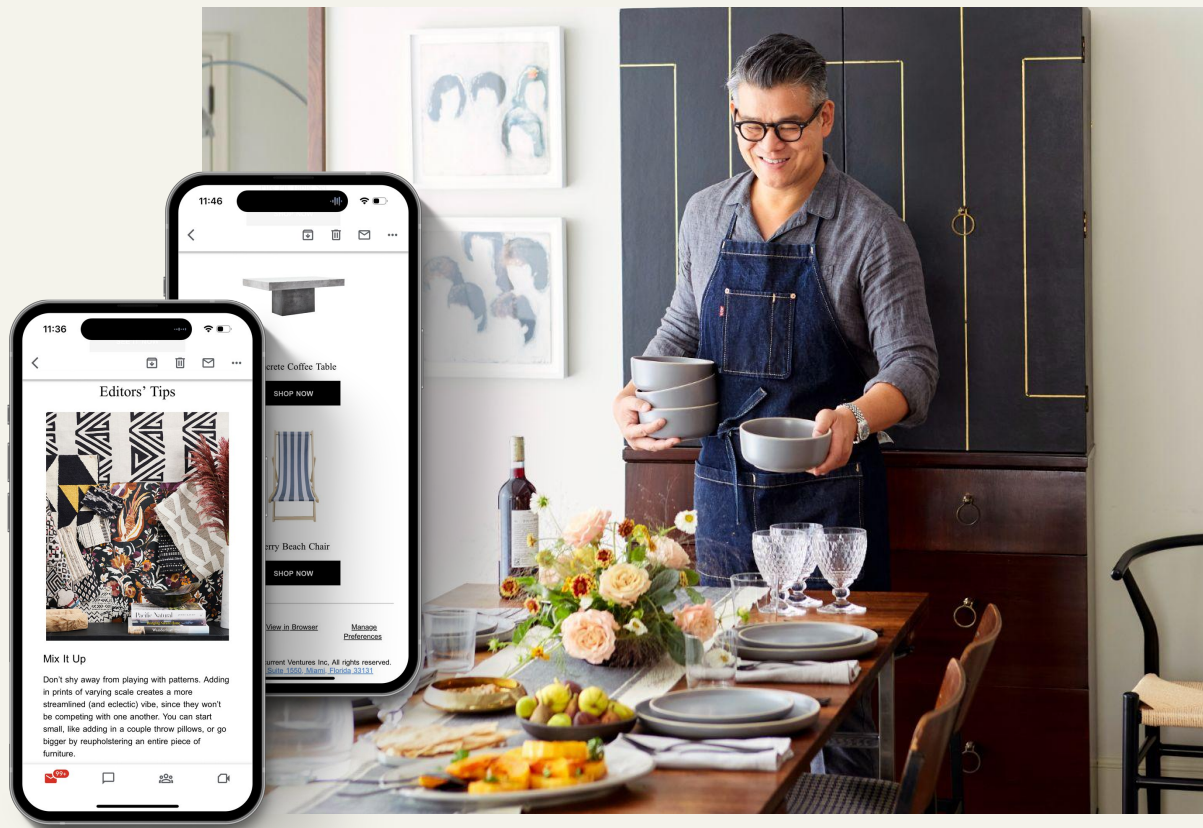 11:46
crete Coffee Table
SHOP NOW
erry Beach Chair
SHOP NOW
View in Browser
Manage
Preferences
urrent Ventures Inc, All rights reserved.
Suite 1550, Miami, Florida 33131
11:36
Editors’ Tips
Pacific Natural
Mix It Up
Don’t shy away from playing with patterns. Adding
in prints of varying scale creates a more
streamlined (and eclectic) vibe, since they won’t
be competing with one another. You can start
small, like adding in a couple throw pillows, or go
bigger by reupholstering an entire piece of
furniture.
99+